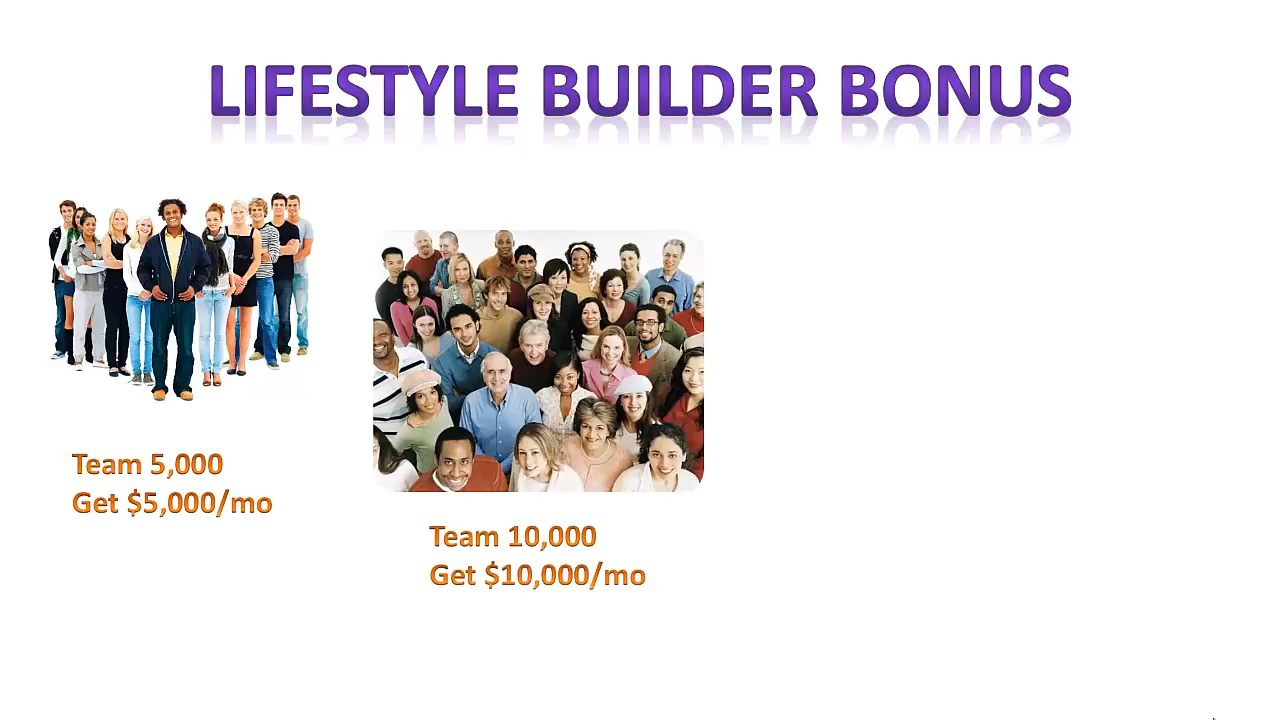 LIFESTYLE BUILDER BONUS
Team 5,000
Get $5,000/mo
Team 10,000
Get $10,000/mo